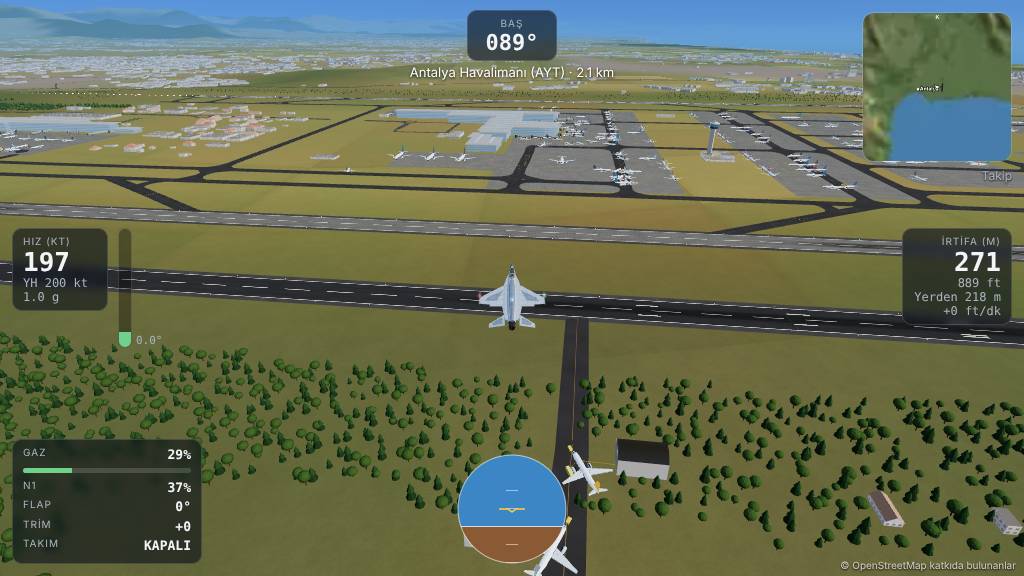 BAŞ
089°
Antalya Havalimanı (AYT) · 2.1 km
K
Takip
HIZ (KT)
197
YH 200 kt
1.0 g
0.0°
İRTİFA (M)
271
889 ft
Yerden 218 m
+0 ft/dk
GAZ 29%
N1 37%
FLAP 0°
TRİM +0
TAKIM KAPALI
© OpenStreetMap katkıda bulunanlar